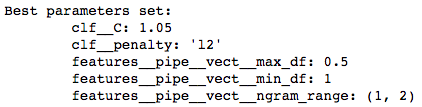 Best parameters set:
clf__C: 1.05
clf__penalty: 'l2'
features__pipe__vect__max_df: 0.5
features__pipe__vect__min_df: 1
features__pipe__vect__ngram_range: (1, 2)